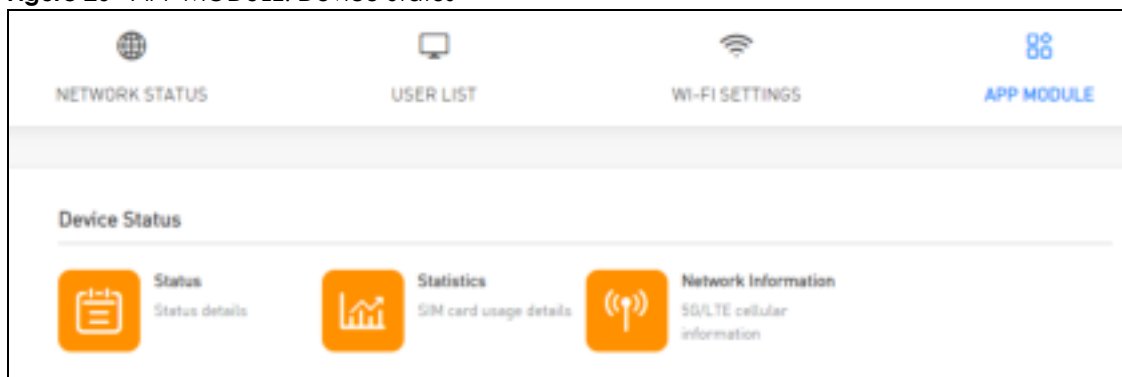 NETWORK STATUS
USER LIST
WI-FI SETTINGS
APP MODULE
Device Status
Status
Status details
Statistics
SIM card usage details
Network Information
5G/LTE cellular
information